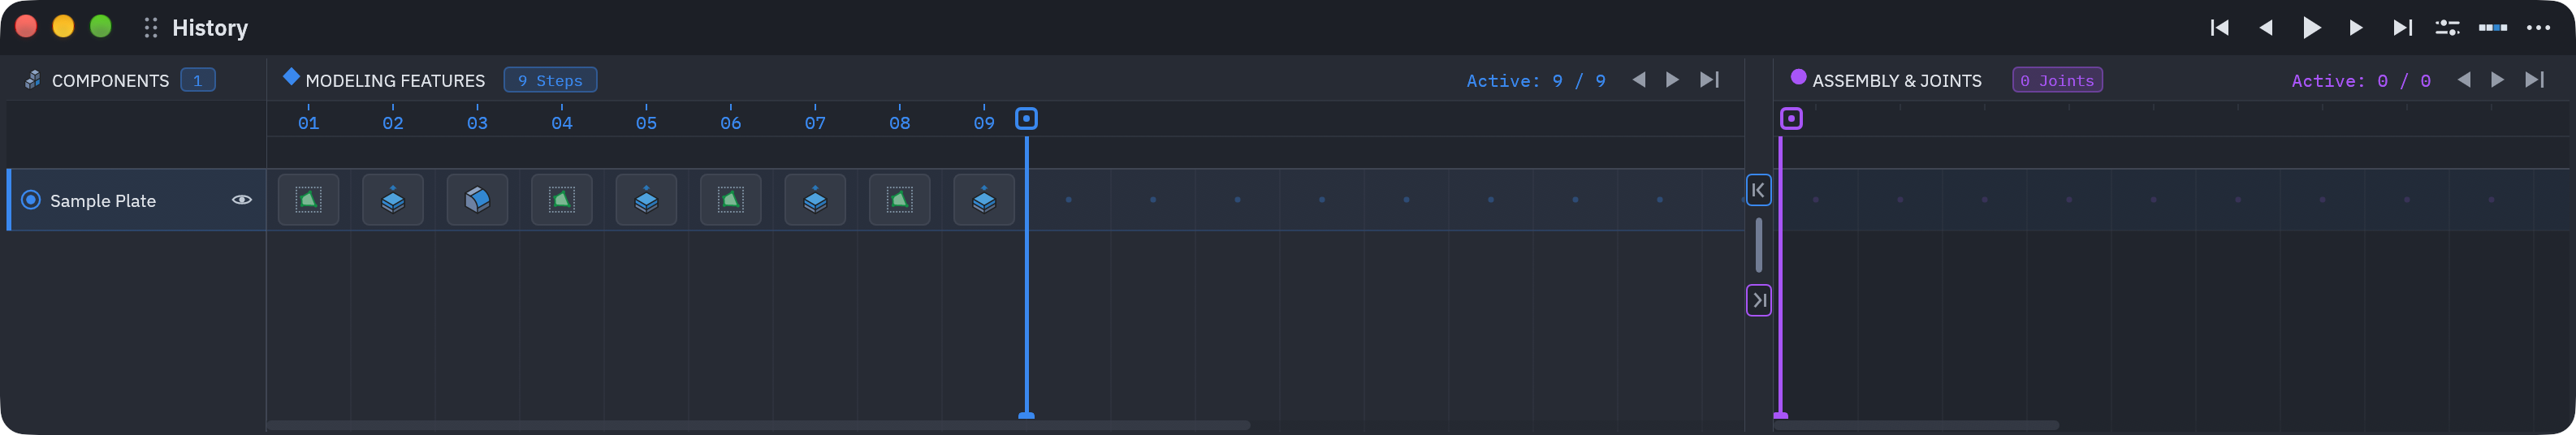 History
COMPONENTS 1
MODELING FEATURES 9 Steps Active: 9 / 9
ASSEMBLY & JOINTS 0 Joints Active: 0 / 0
01 02 03 04 05 06 07 08 09
Sample Plate